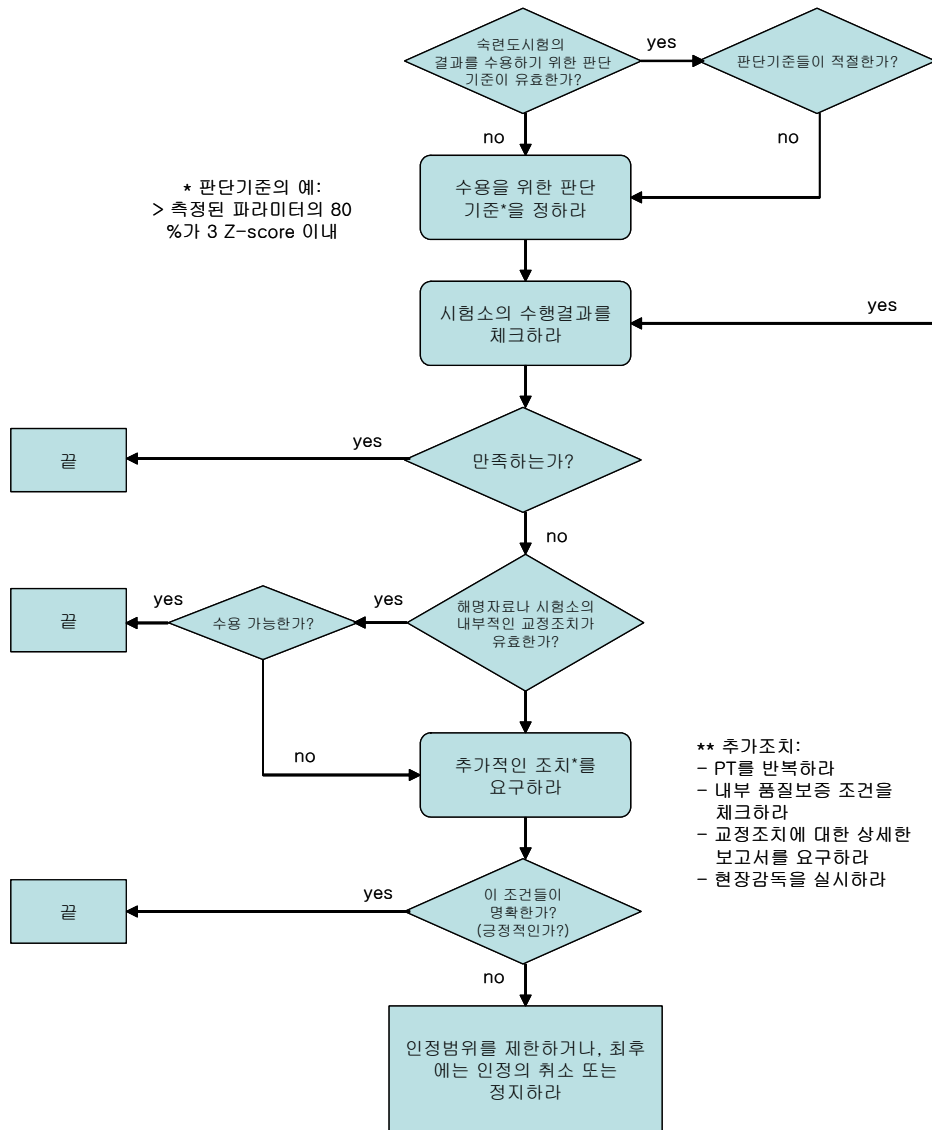 숙련도시험의
결과를 수용하기 위한 판단
기준이 유효한가?
yes
판단기준들이 적절한가?
no
no
* 판단기준의 예:
> 측정된 파라미터의 80
%가 3 Z-score 이내
수용을 위한 판단
기준*을 정하라
시험소의 수행결과를
체크하라
yes
끝
yes
만족하는가?
no
끝
yes
수용 가능한가?
yes
해명자료나 시험소의
내부적인 교정조치가
유효한가?
no
추가적인 조치*를
요구하라
** 추가조치:
- PT를 반복하라
- 내부 품질보증 조건을
체크하라
- 교정조치에 대한 상세한
보고서를 요구하라
- 현장감독을 실시하라
끝
yes
이 조건들이
명확한가?
(긍정적인가?)
no
인정범위를 제한하거나, 최후
에는 인정의 취소 또는
정지하라